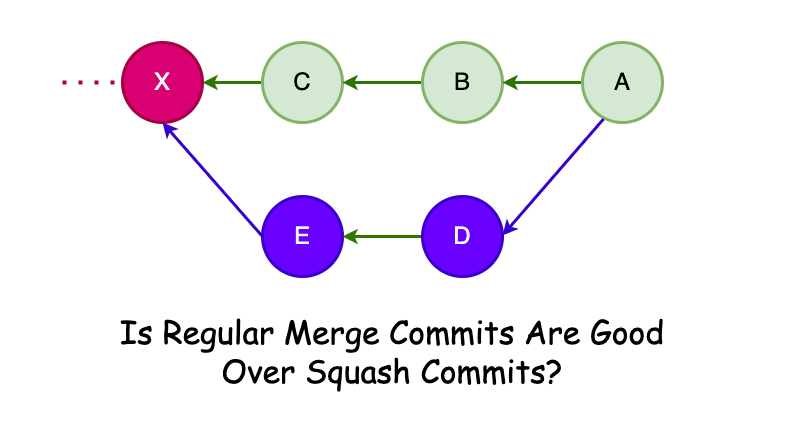 X C B A
E D
Is Regular Merge Commits Are Good
Over Squash Commits?